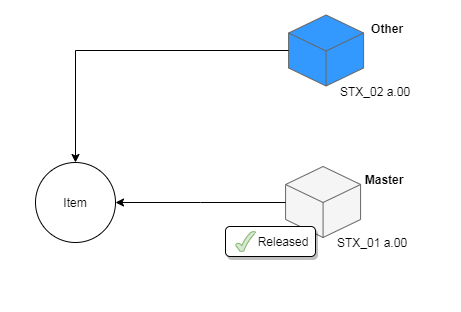 Other
STX_02 a.00
Master
Item
Released
STX_01 a.00